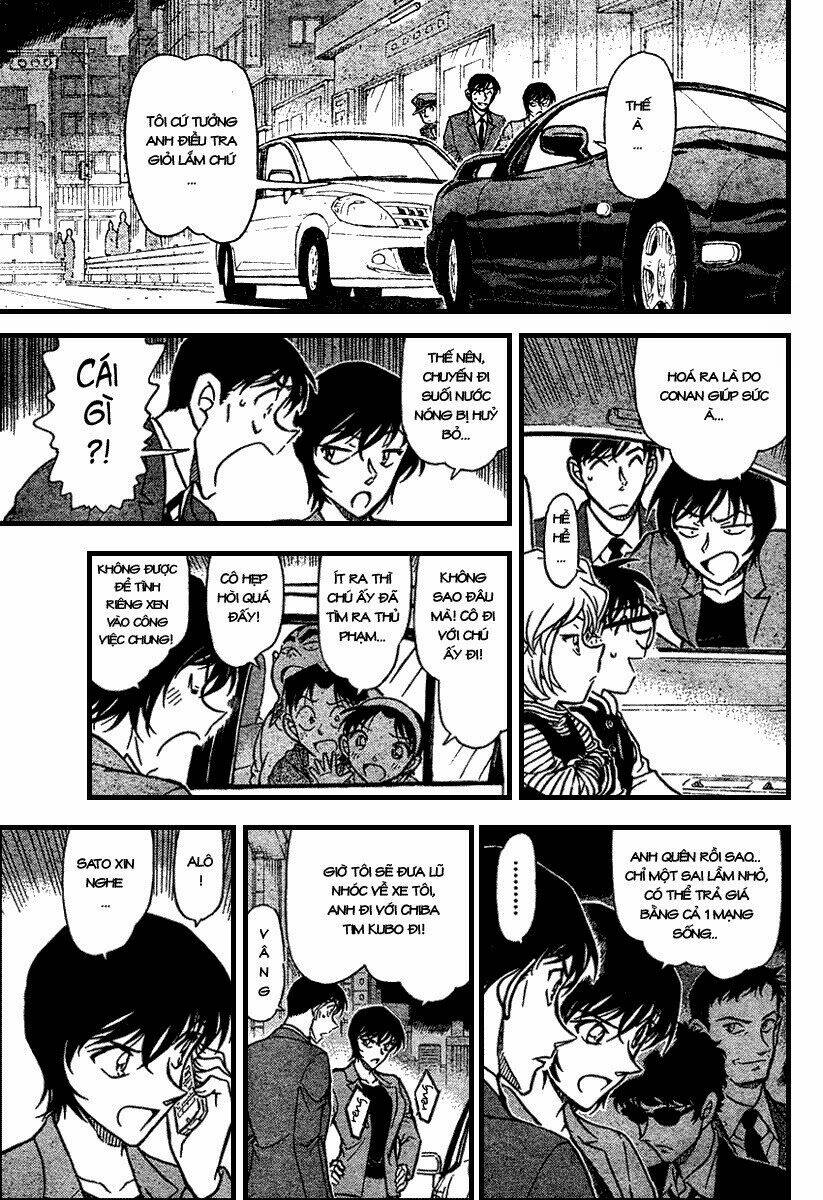 THẾ
À
...
TÔI CỨ TƯỞNG
ANH ĐIỀU TRA
GIỎI LẮM CHỨ
...
HOÁ RA LÀ DO
CONAN GIÚP SỨC
À...
HỀ
HỀ
...
THẾ NÊN,
CHUYẾN ĐI
SUỐI NƯỚC
NÓNG BỊ HUỶ
BỎ...
CÁI
GÌ
?!
KHÔNG
SAO ĐÂU
MÀ! CÔ ĐI
VỚI CHÚ
ẤY ĐI!
ÍT RA THÌ
CHÚ ẤY ĐÃ
TÌM RA THỦ
PHẠM...
CÔ HẸP
HÒI QUÁ
ĐẤY!
KHÔNG ĐƯỢC
ĐỂ TÌNH
RIÊNG XEN
VÀO CÔNG
VIỆC CHUNG!
ANH QUÊN RỒI SAO..
CHỈ MỘT SAI LẦM NHỎ,
CÓ THỂ TRẢ GIÁ
BẰNG CẢ 1 MẠNG
SỐNG..
........
GIỜ TÔI SẼ ĐƯA LŨ
NHÓC VỀ XE TÔI,
ANH ĐI VỚI CHIBA
TIM KUBO ĐI!
VÂNG
reng
reng
ALÔ
!
SATO XIN
NGHE
...